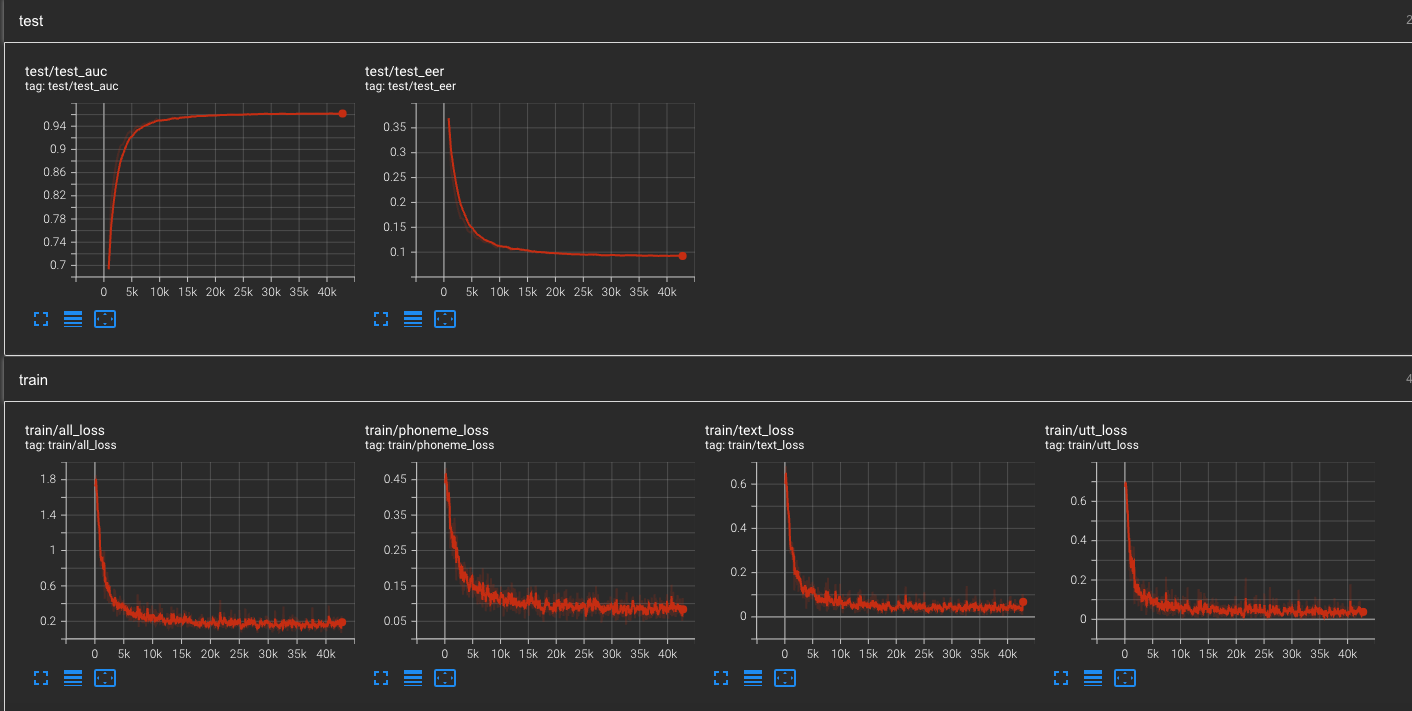 test
2
test/test_auc
tag: test/test_auc
0.94
0.9
0.86
0.82
0.78
0.74
0.7
0 5k 10k 15k 20k 25k 30k 35k 40k
test/test_eer
tag: test/test_eer
0.35
0.3
0.25
0.2
0.15
0.1
0 5k 10k 15k 20k 25k 30k 35k 40k
train
4
train/all_loss
tag: train/all_loss
1.8
1.4
1
0.6
0.2
0 5k 10k 15k 20k 25k 30k 35k 40k
train/phoneme_loss
tag: train/phoneme_loss
0.45
0.35
0.25
0.15
0.05
0 5k 10k 15k 20k 25k 30k 35k 40k
train/text_loss
tag: train/text_loss
0.6
0.4
0.2
0
0 5k 10k 15k 20k 25k 30k 35k 40k
train/utt_loss
tag: train/utt_loss
0.6
0.4
0.2
0
0 5k 10k 15k 20k 25k 30k 35k 40k